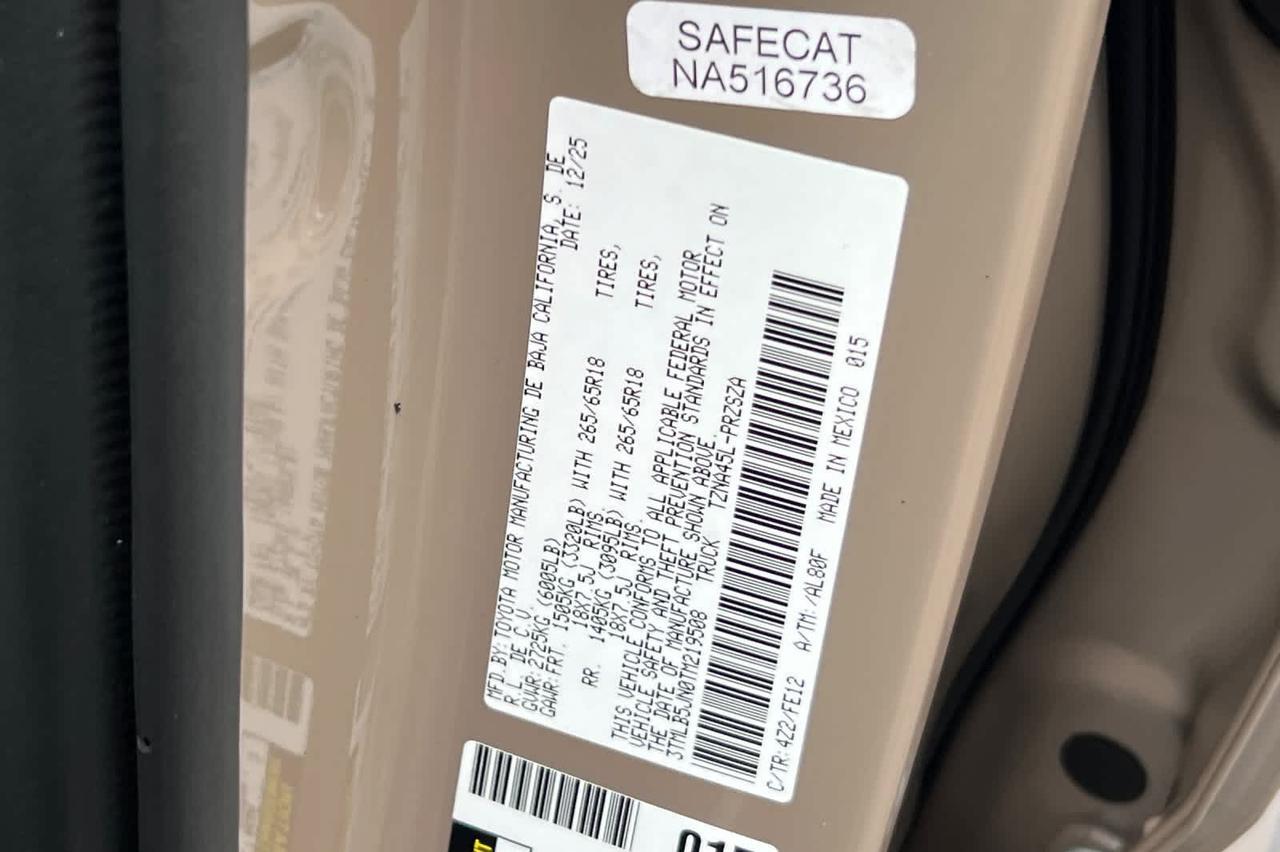 SAFECAT
NA516736
MFD.BY:TOYOTA MOTOR MANUFACTURING DE BAJA CALIFORNIA, S. DE
R.L. DE C.V. DATE: 12/25
GVWR:2725KG (6005LB)
GAWR:FRT. 1505KG (3320LB) WITH 265/65R18 TIRES,
18X7.5J RIMS.
RR. 1405KG (3095LB) WITH 265/65R18 TIRES,
18X7.5J RIMS.
THIS VEHICLE CONFORMS TO ALL APPLICABLE FEDERAL MOTOR
VEHICLE SAFETY AND THEFT PREVENTION STANDARDS IN EFFECT ON
THE DATE OF MANUFACTURE SHOWN ABOVE.
3TMLB5JN0TM219508 TRUCK TZNA45L-PRZSZA
C/TR:4Z2/FE12 A/TM:/AL80F MADE IN MEXICO 015